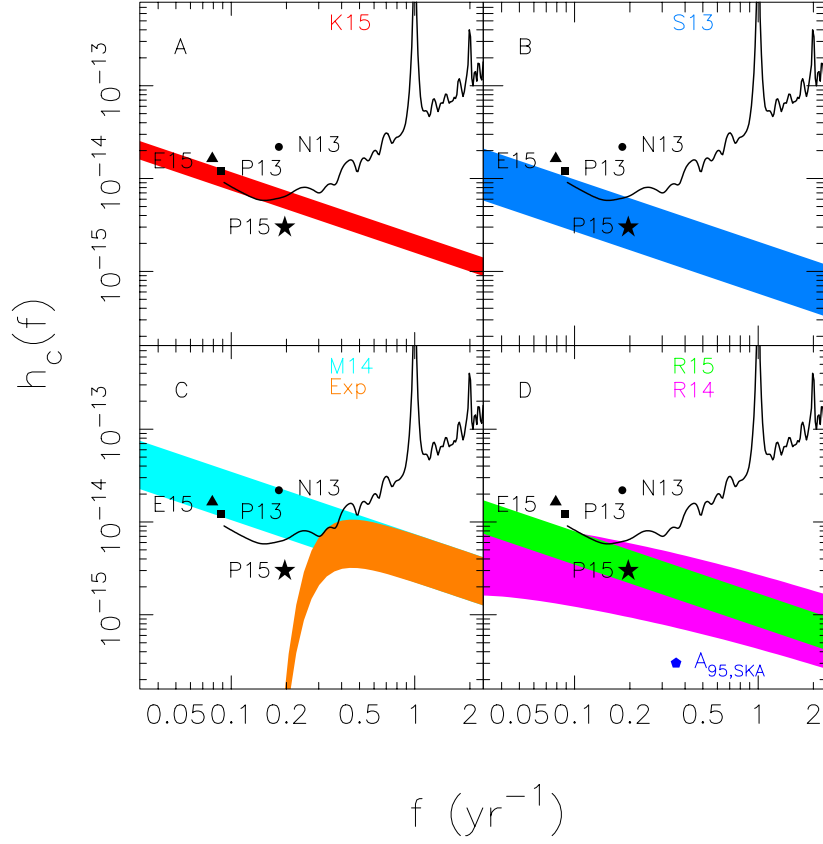 A K15
N13
E15 P13
P15
B S13
N13
E15 P13
P15
10⁻¹³
10⁻¹⁴
10⁻¹⁵
C M14
Exp
N13
E15 P13
P15
D R15
R14
N13
E15 P13
P15
A95,SKA
10⁻¹³
10⁻¹⁴
10⁻¹⁵
h_c(f)
0.05 0.1 0.2 0.5 1 2
0.05 0.1 0.2 0.5 1 2
f (yr⁻¹)